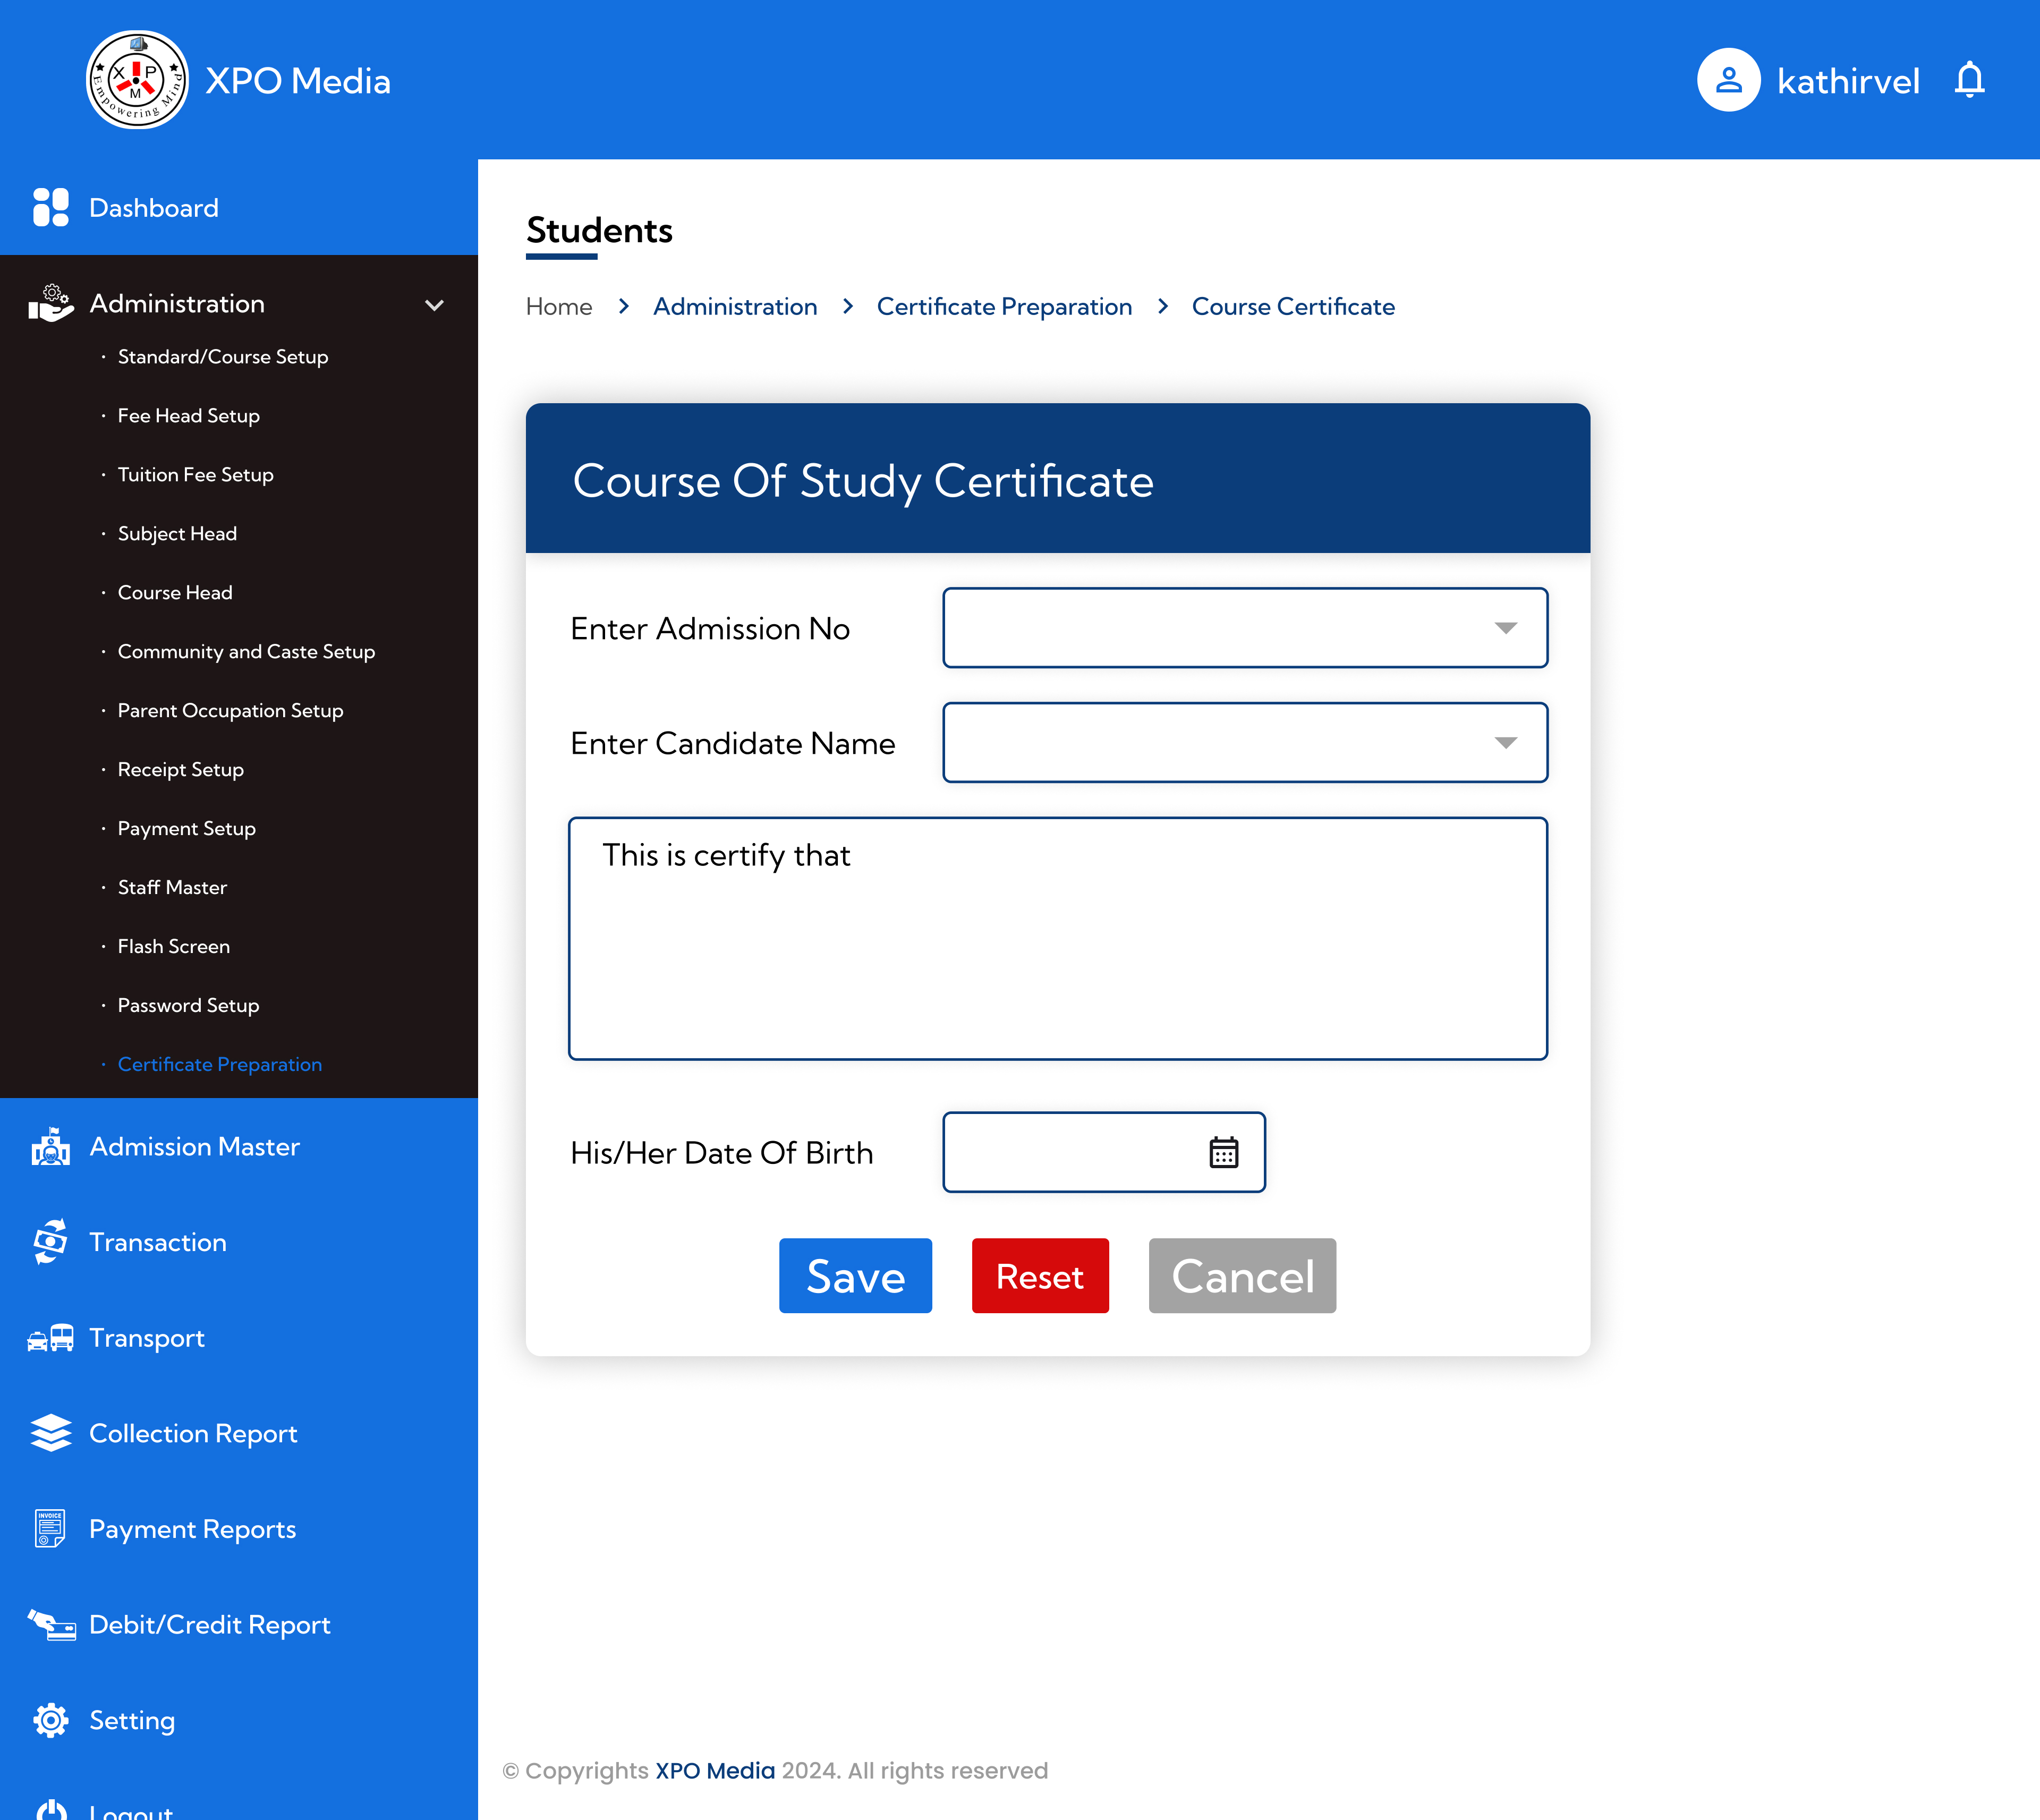 X P M
Empowering Mind
XPO Media
kathirvel
Dashboard
Administration
· Standard/Course Setup
· Fee Head Setup
· Tuition Fee Setup
· Subject Head
· Course Head
· Community and Caste Setup
· Parent Occupation Setup
· Receipt Setup
· Payment Setup
· Staff Master
· Flash Screen
· Password Setup
· Certificate Preparation
Admission Master
Transaction
Transport
Collection Report
INVOICE
Payment Reports
Debit/Credit Report
Setting
Logout
Students
Home > Administration > Certificate Preparation > Course Certificate
Course Of Study Certificate
Enter Admission No
Enter Candidate Name
This is certify that
His/Her Date Of Birth
Save Reset Cancel
© Copyrights XPO Media 2024. All rights reserved